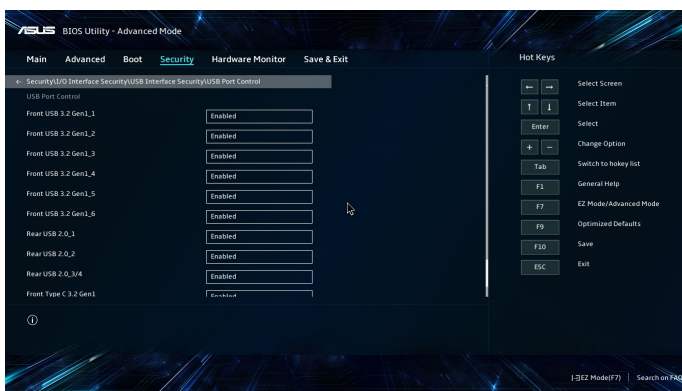 ASUS BIOS Utility - Advanced Mode
Main Advanced Boot Security Hardware Monitor Save & Exit
Hot Keys
← Security\I/O Interface Security\USB Interface Security\USB Port Control
USB Port Control
Front USB 3.2 Gen1_1 Enabled
Front USB 3.2 Gen1_2 Enabled
Front USB 3.2 Gen1_3 Enabled
Front USB 3.2 Gen1_4 Enabled
Front USB 3.2 Gen1_5 Enabled
Front USB 3.2 Gen1_6 Enabled
Rear USB 2.0_1 Enabled
Rear USB 2.0_2 Enabled
Rear USB 2.0_3/4 Enabled
Front Type C 3.2 Gen1 Enabled
← → Select Screen
↑ ↓ Select Item
Enter Select
+ − Change Option
Tab Switch to hokey list
F1 General Help
F7 EZ Mode/Advanced Mode
F9 Optimized Defaults
F10 Save
ESC Exit
EZ Mode(F7) | Search on FAQ